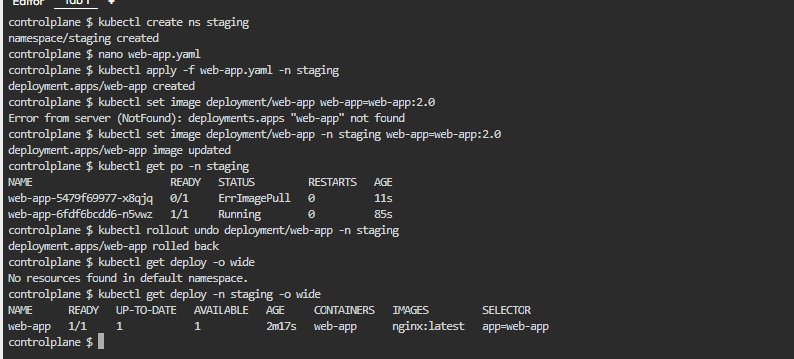 Editor Tab 1 +
controlplane $ kubectl create ns staging
namespace/staging created
controlplane $ nano web-app.yaml
controlplane $ kubectl apply -f web-app.yaml -n staging
deployment.apps/web-app created
controlplane $ kubectl set image deployment/web-app web-app=web-app:2.0
Error from server (NotFound): deployments.apps "web-app" not found
controlplane $ kubectl set image deployment/web-app -n staging web-app=web-app:2.0
deployment.apps/web-app image updated
controlplane $ kubectl get po -n staging
NAME READY STATUS RESTARTS AGE
web-app-5479f69977-x8qjq 0/1 ErrImagePull 0 11s
web-app-6fdf6bcdd6-n5vwz 1/1 Running 0 85s
controlplane $ kubectl rollout undo deployment/web-app -n staging
deployment.apps/web-app rolled back
controlplane $ kubectl get deploy -o wide
No resources found in default namespace.
controlplane $ kubectl get deploy -n staging -o wide
NAME READY UP-TO-DATE AVAILABLE AGE CONTAINERS IMAGES SELECTOR
web-app 1/1 1 1 2m17s web-app nginx:latest app=web-app
controlplane $